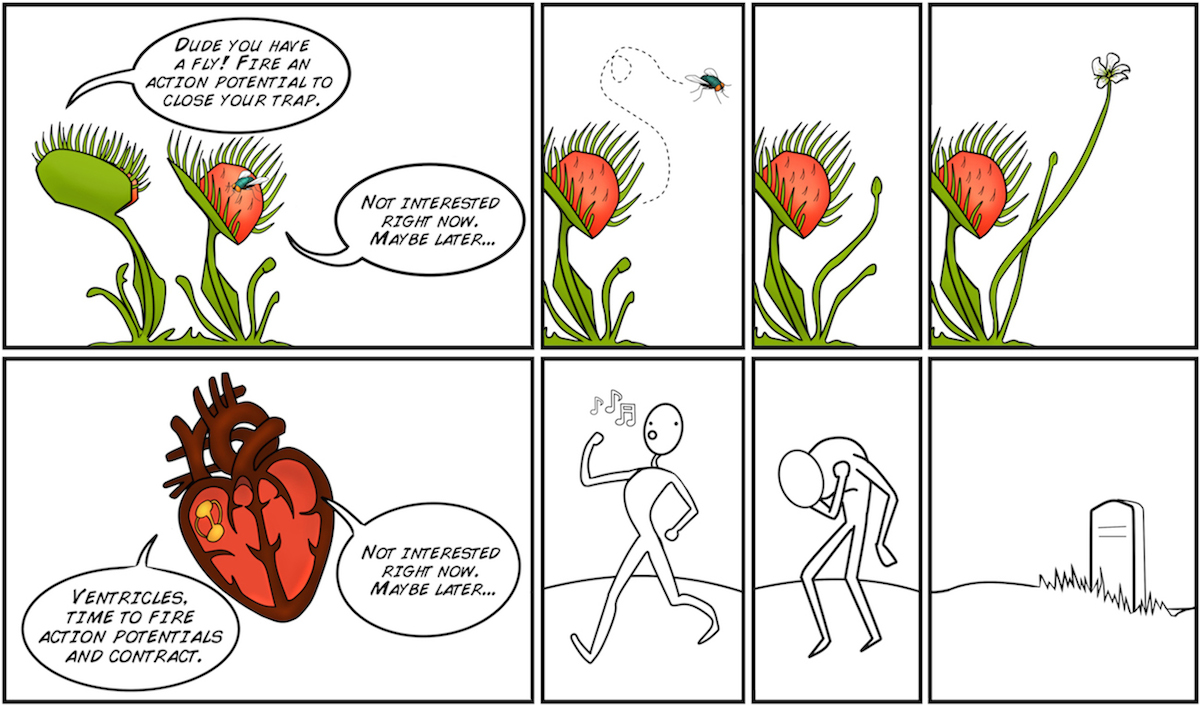 DUDE YOU HAVE
A FLY! FIRE AN
ACTION POTENTIAL TO
CLOSE YOUR TRAP.
NOT INTERESTED
RIGHT NOW.
MAYBE LATER...
VENTRICLES,
TIME TO FIRE
ACTION POTENTIALS
AND CONTRACT.
NOT INTERESTED
RIGHT NOW.
MAYBE LATER...